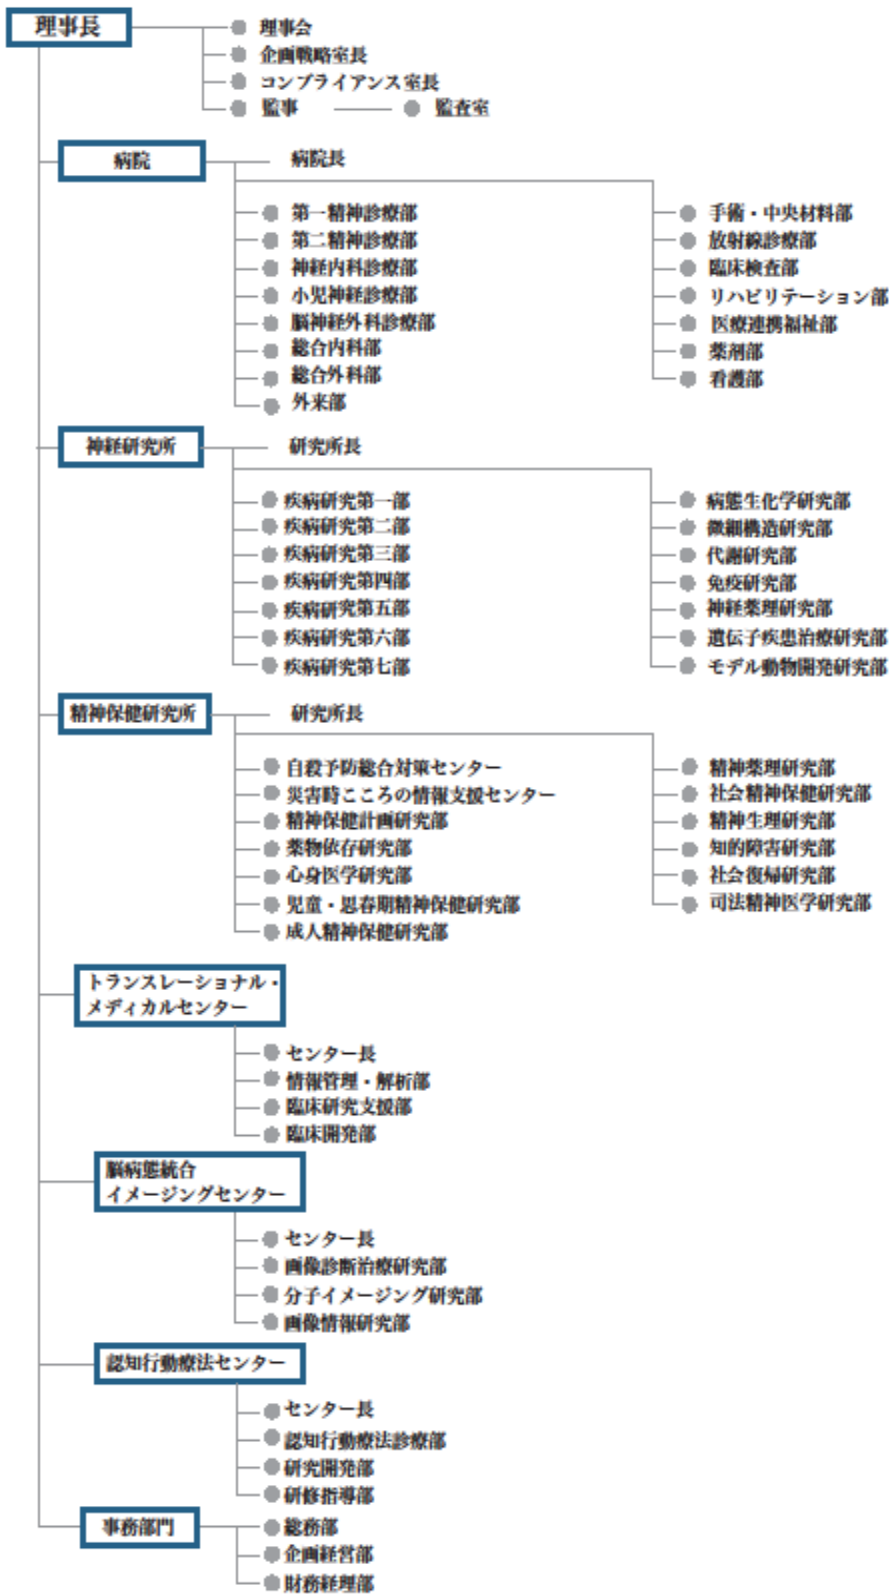 理事長
理事会
企画戦略室長
コンプライアンス室長
監事
監査室
病院
病院長
第一精神診療部
第二精神診療部
神経内科診療部
小児神経診療部
脳神経外科診療部
総合内科部
総合外科部
外来部
手術・中央材料部
放射線診療部
臨床検査部
リハビリテーション部
医療連携福祉部
薬剤部
看護部
神経研究所
研究所長
疾病研究第一部
疾病研究第二部
疾病研究第三部
疾病研究第四部
疾病研究第五部
疾病研究第六部
疾病研究第七部
病態生化学研究部
微細構造研究部
代謝研究部
免疫研究部
神経薬理研究部
遺伝子疾患治療研究部
モデル動物開発研究部
精神保健研究所
研究所長
自殺予防総合対策センター
災害時こころの情報支援センター
精神保健計画研究部
薬物依存研究部
心身医学研究部
児童・思春期精神保健研究部
成人精神保健研究部
精神薬理研究部
社会精神保健研究部
精神生理研究部
知的障害研究部
社会復帰研究部
司法精神医学研究部
トランスレーショナル・
メディカルセンター
センター長
情報管理・解析部
臨床研究支援部
臨床開発部
脳病態統合
イメージングセンター
センター長
画像診断治療研究部
分子イメージング研究部
画像情報研究部
認知行動療法センター
センター長
認知行動療法診療部
研究開発部
研修指導部
事務部門
総務部
企画経営部
財務経理部